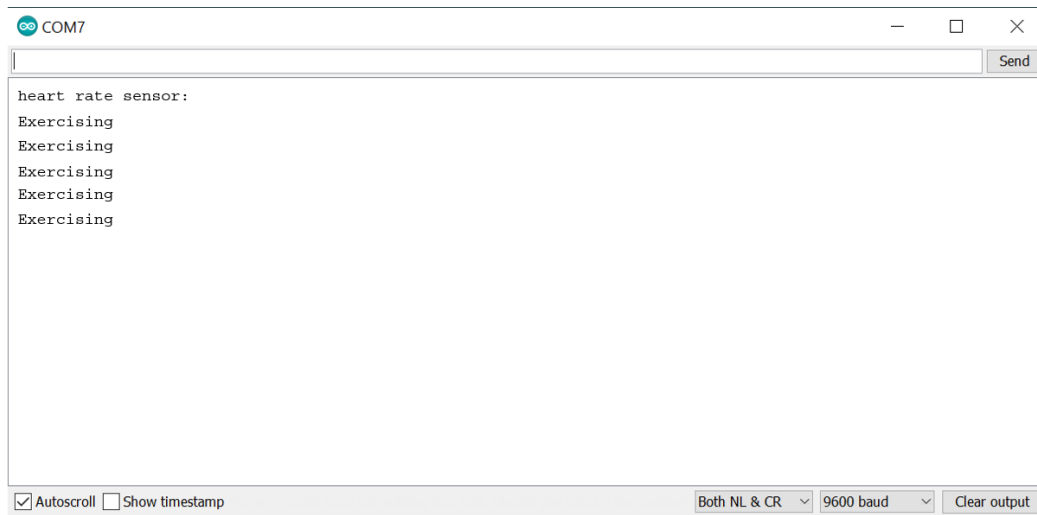 COM7
Send
heart rate sensor:
Exercising
Exercising
Exercising
Exercising
Exercising
Autoscroll Show timestamp Both NL & CR 9600 baud Clear output